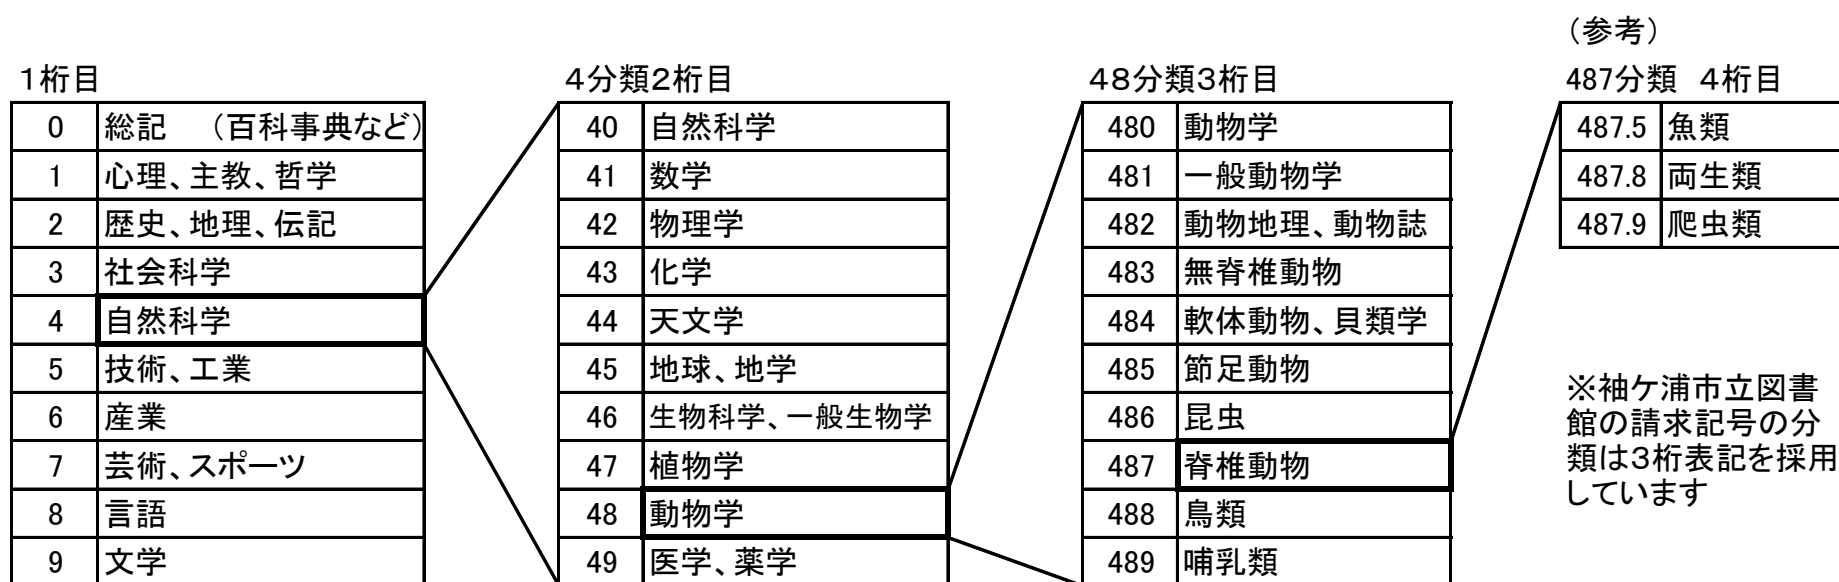 1桁目
0 総記 (百科事典など)
1 心理、主教、哲学
2 歴史、地理、伝記
3 社会科学
4 自然科学
5 技術、工業
6 産業
7 芸術、スポーツ
8 言語
9 文学
4分類2桁目
40 自然科学
41 数学
42 物理学
43 化学
44 天文学
45 地球、地学
46 生物科学、一般生物学
47 植物学
48 動物学
49 医学、薬学
48分類3桁目
480 動物学
481 一般動物学
482 動物地理、動物誌
483 無脊椎動物
484 軟体動物、貝類学
485 節足動物
486 昆虫
487 脊椎動物
488 鳥類
489 哺乳類
(参考)
487分類 4桁目
487.5 魚類
487.8 両生類
487.9 爬虫類
※袖ケ浦市立図書
館の請求記号の分
類は3桁表記を採用
しています